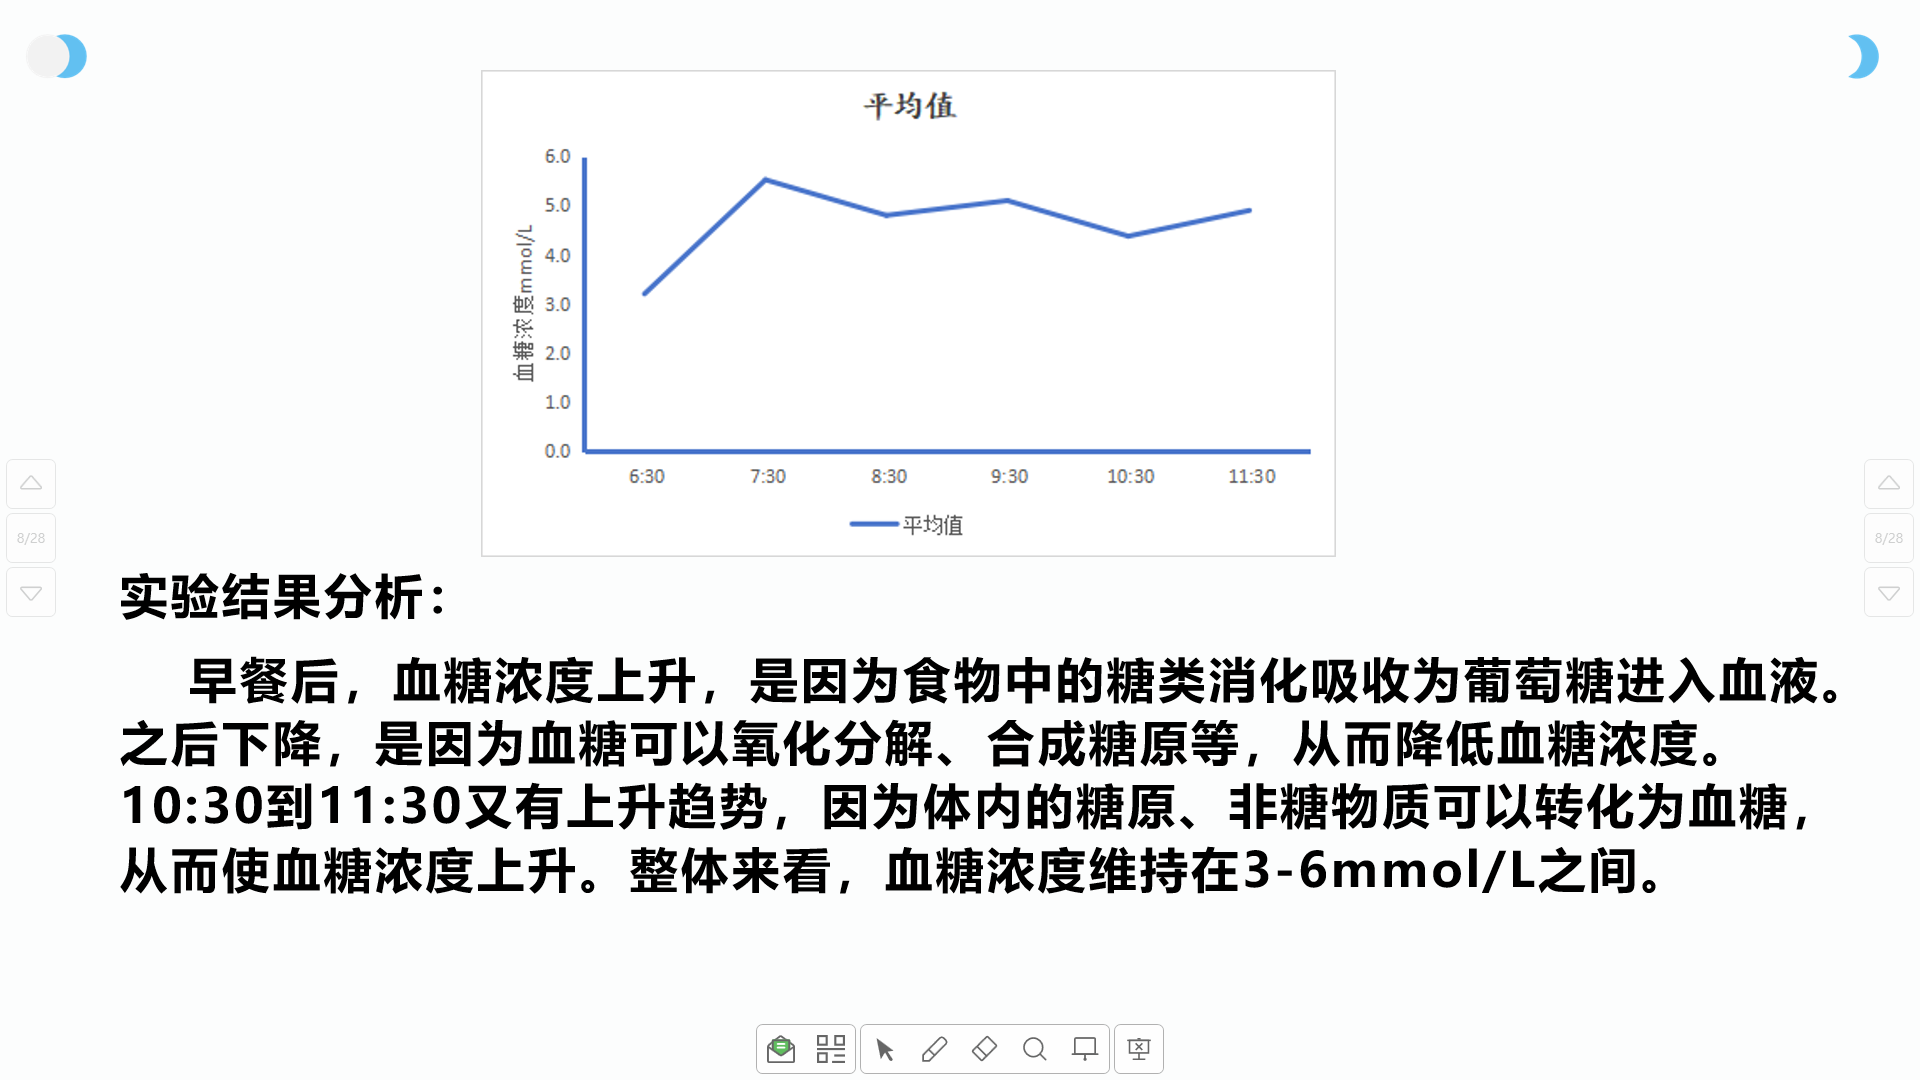 平均值
血糖浓度mmol/L
6.0
5.0
4.0
3.0
2.0
1.0
0.0
6:30 7:30 8:30 9:30 10:30 11:30
平均值
8/28
8/28
实验结果分析：
早餐后，血糖浓度上升，是因为食物中的糖类消化吸收为葡萄糖进入血液。
之后下降，是因为血糖可以氧化分解、合成糖原等，从而降低血糖浓度。
10:30到11:30又有上升趋势，因为体内的糖原、非糖物质可以转化为血糖，
从而使血糖浓度上升。整体来看，血糖浓度维持在3-6mmol/L之间。